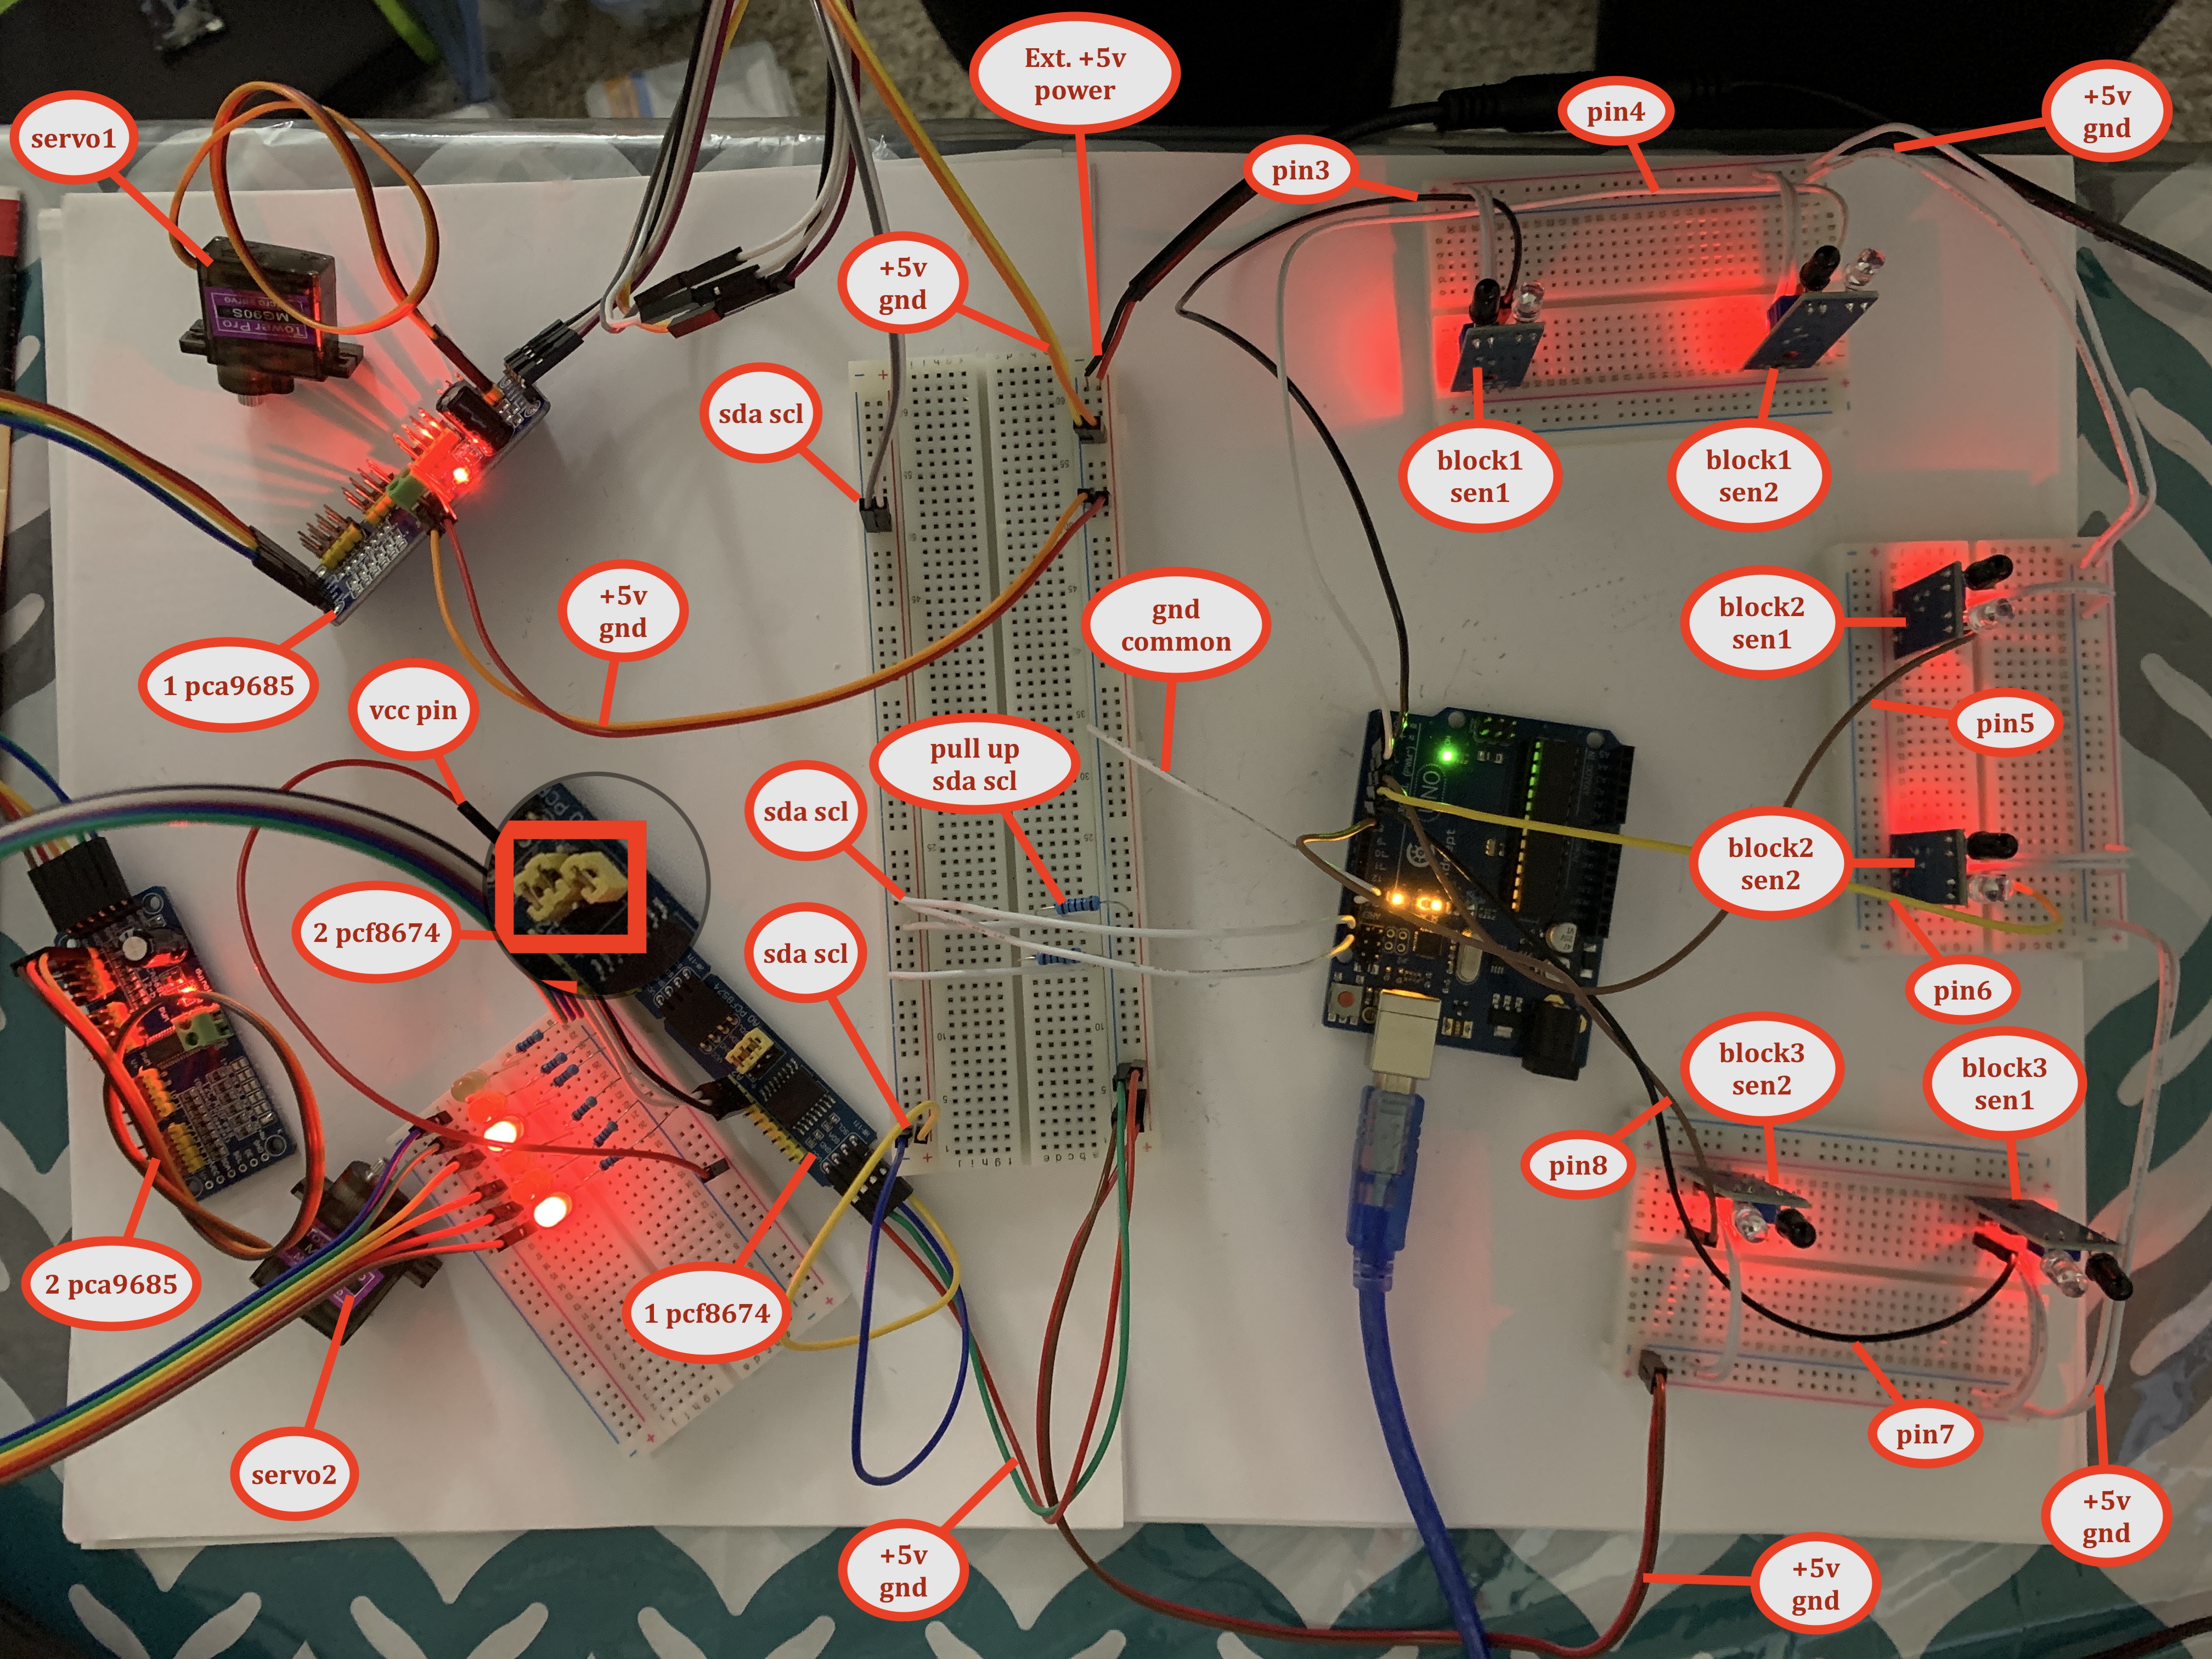 Ext. +5v
power
servo1
pin4
+5v
gnd
pin3
+5v
gnd
sda scl
block1
sen1
block1
sen2
+5v
gnd
gnd
common
block2
sen1
1 pca9685
vcc pin
pin5
pull up
sda scl
sda scl
block2
sen2
2 pcf8674
sda scl
pin6
block3
sen2
block3
sen1
pin8
2 pca9685
1 pcf8674
pin7
servo2
+5v
gnd
+5v
gnd
+5v
gnd
Tower Pro
MG90S
UNO